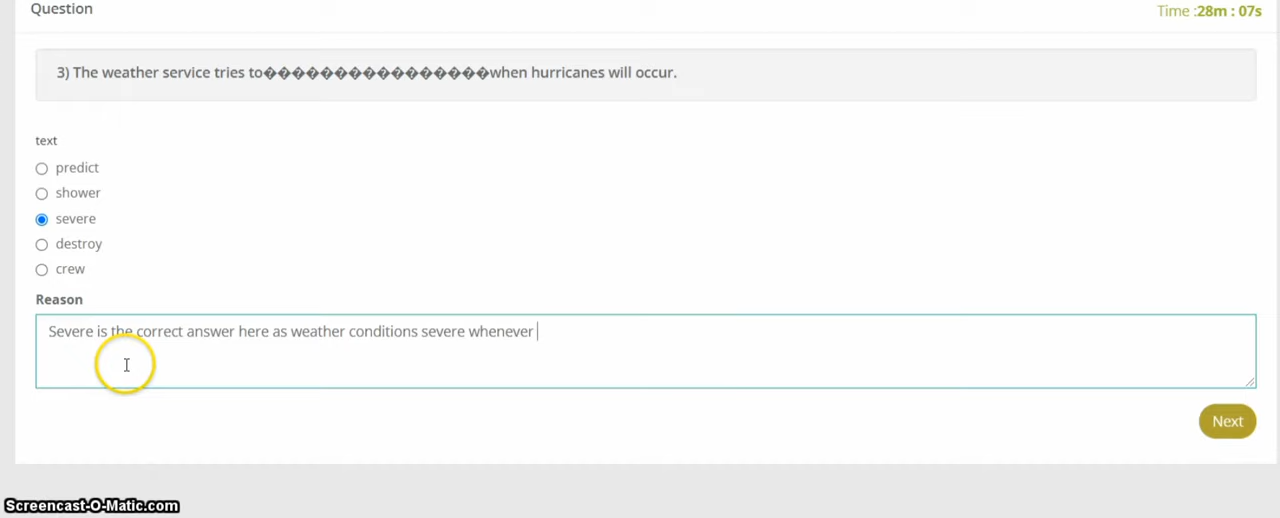 Question
Time :28m : 07s
3) The weather service tries to�������������������when hurricanes will occur.
text
predict
shower
severe
destroy
crew
Reason
Severe is the correct answer here as weather conditions severe whenever
Next
Screencast-O-Matic.com